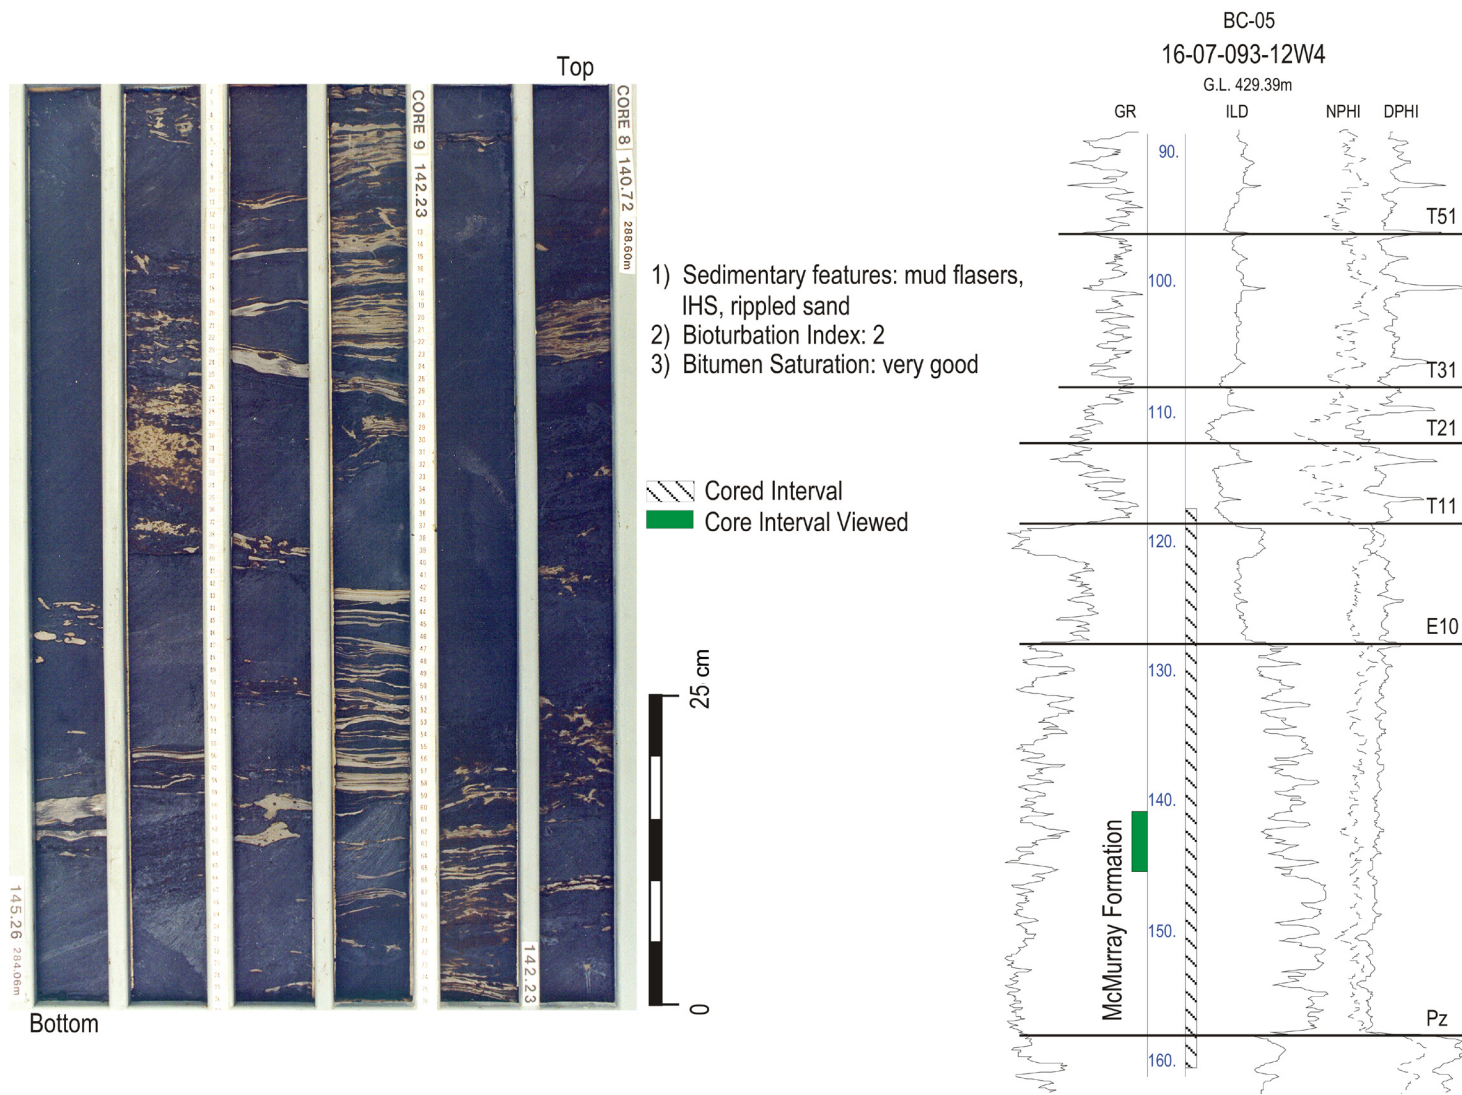 Top
CORE 8 140.72 288.60m
CORE 9 142.23
142.23
145.26 284.06m
Bottom
1) Sedimentary features: mud flasers,
IHS, rippled sand
2) Bioturbation Index: 2
3) Bitumen Saturation: very good
Cored Interval
Core Interval Viewed
25 cm
0
BC-05
16-07-093-12W4
G.L. 429.39m
GR ILD NPHI DPHI
90.
T51
100.
T31
110.
T21
T11
120.
E10
130.
140.
McMurray Formation
150.
Pz
160.